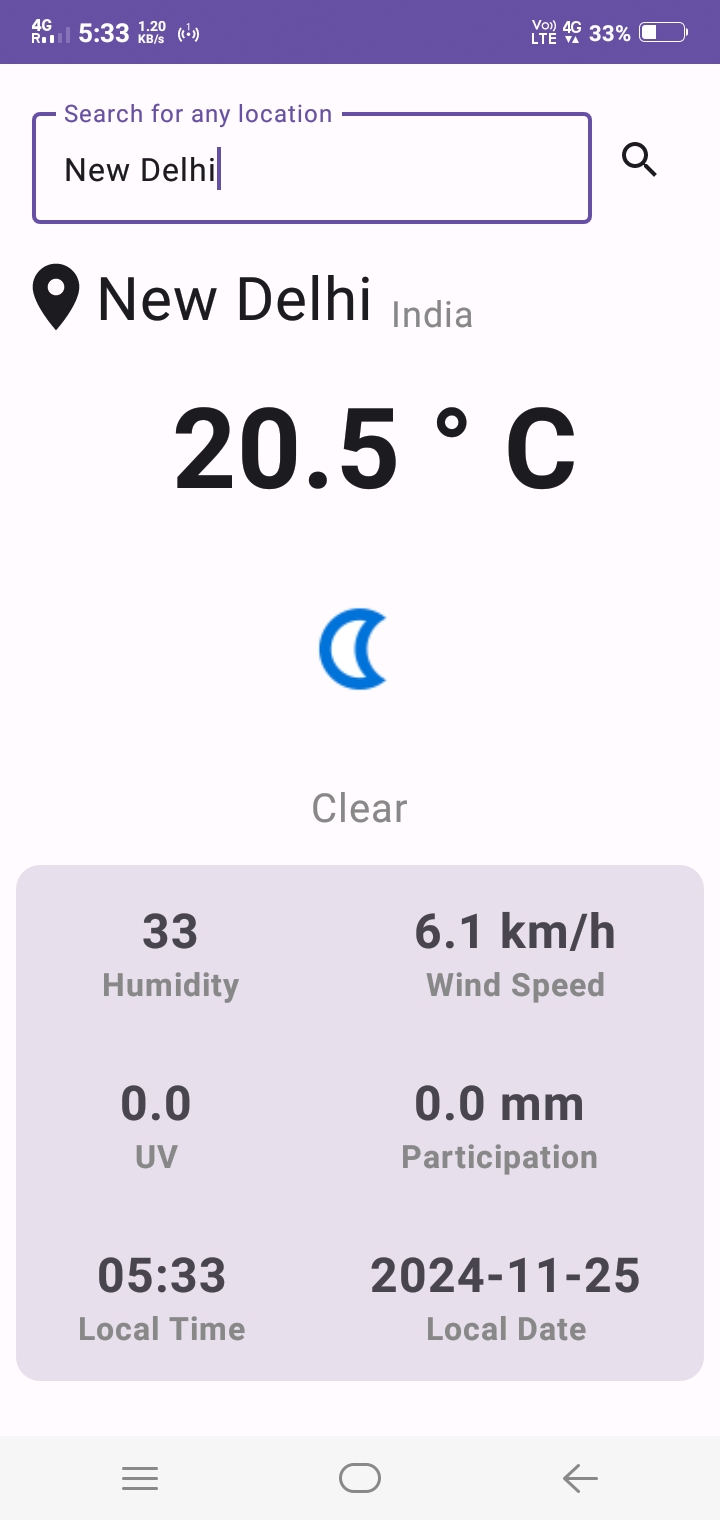 4G R 5:33 1.20 KB/s 1 Vo)) LTE 4G 33%
Search for any location
New Delhi
New Delhi India
20.5 ° C
Clear
33 6.1 km/h
Humidity Wind Speed
0.0 0.0 mm
UV Participation
05:33 2024-11-25
Local Time Local Date